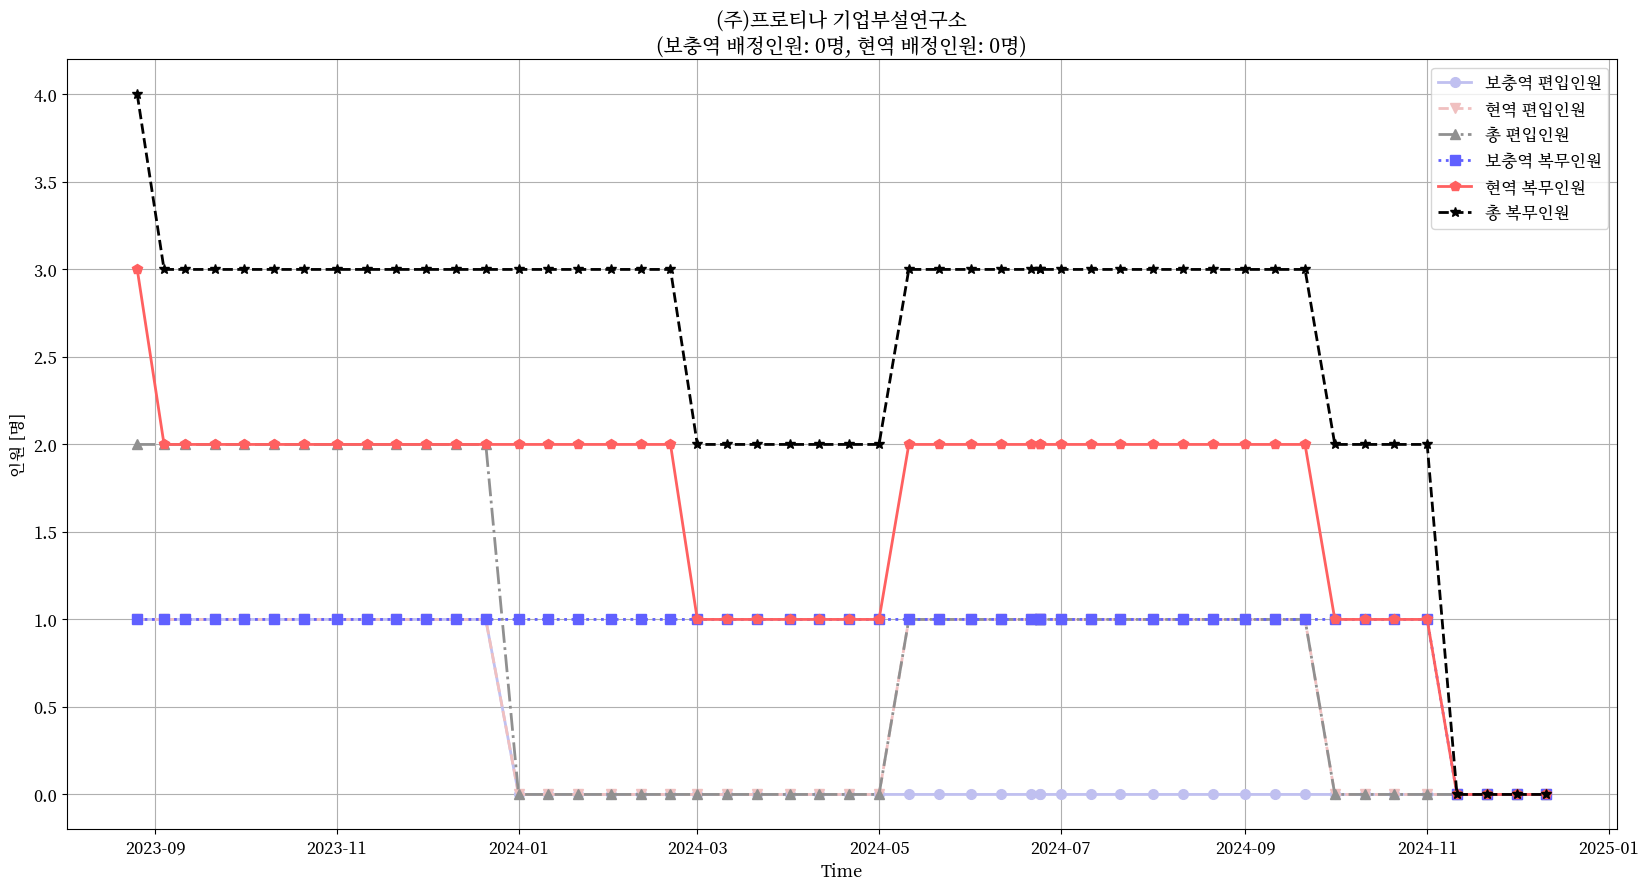 (주)프로티나 기업부설연구소
(보충역 배정인원: 0명, 현역 배정인원: 0명)
보충역 편입인원
현역 편입인원
총 편입인원
보충역 복무인원
현역 복무인원
총 복무인원
4.0
3.5
3.0
2.5
2.0
1.5
1.0
0.5
0.0
인원 [명]
2023-09 2023-11 2024-01 2024-03 2024-05 2024-07 2024-09 2024-11 2025-01
Time